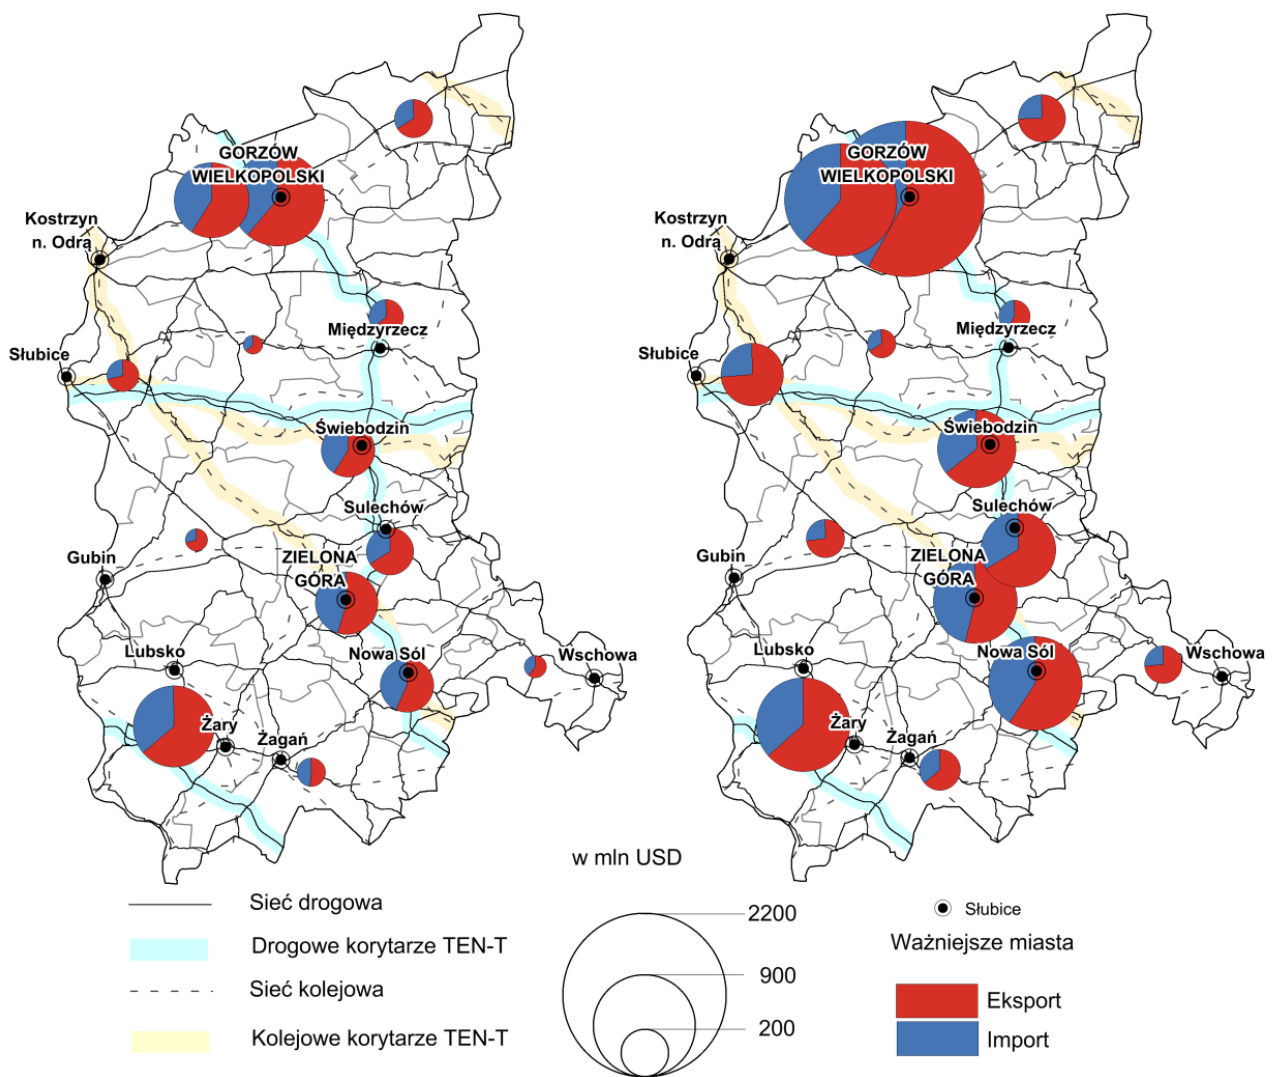 GORZÓW
WIELKOPOLSKI
Kostrzyn
n. Odrą
Międzyrzecz
Słubice
Świebodzin
Sulechów
Gubin
ZIELONA
GÓRA
Lubsko
Nowa Sól
Wschowa
Żary
Żagań
GORZÓW
WIELKOPOLSKI
Kostrzyn
n. Odrą
Międzyrzecz
Słubice
Świebodzin
Sulechów
Gubin
ZIELONA
GÓRA
Lubsko
Nowa Sól
Wschowa
Żary
Żagań
w mln USD
2200
900
200
Sieć drogowa
Drogowe korytarze TEN-T
Sieć kolejowa
Kolejowe korytarze TEN-T
Słubice
Ważniejsze miasta
Eksport
Import